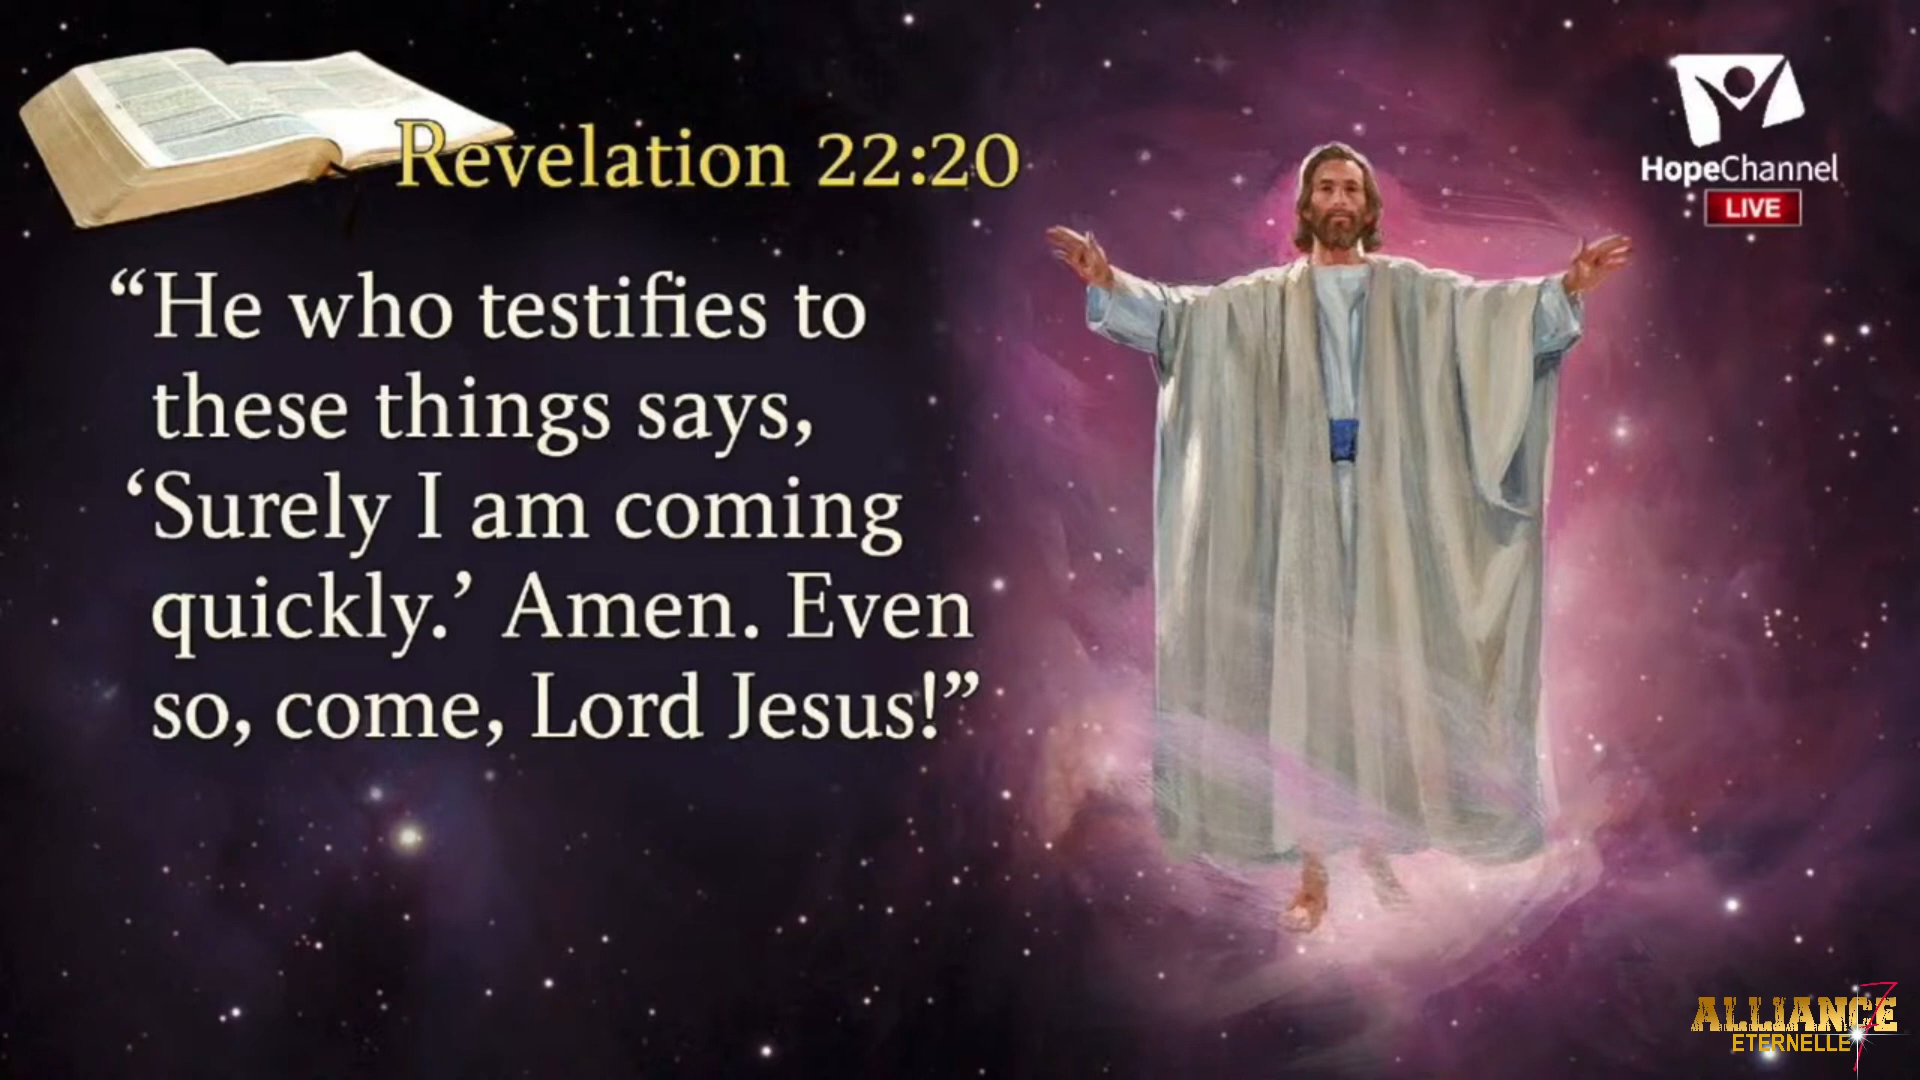 Revelation 22:20
“He who testifies to
these things says,
‘Surely I am coming
quickly.’ Amen. Even
so, come, Lord Jesus!”
HopeChannel
LIVE
ALLIANCE 7
ETERNELLE